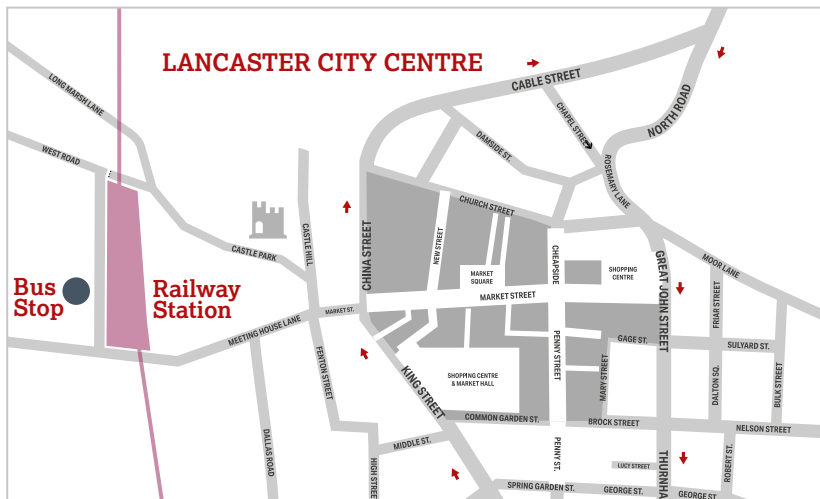 LANCASTER CITY CENTRE
LONG MARSH LANE
WEST ROAD
CABLE STREET
CHAPEL STREET
NORTH ROAD
DAMSIDE ST.
ROSEMARY LANE
CASTLE HILL
CASTLE PARK
CHINA STREET
CHURCH STREET
NEW STREET
MARKET
SQUARE
CHEAPSIDE
SHOPPING
CENTRE
GREAT JOHN STREET
MOOR LANE
Bus
Stop
Railway
Station
MARKET ST.
MARKET STREET
MEETING HOUSE LANE
FRIAR STREET
PENNY STREET
GAGE ST.
SULYARD ST.
FENTON STREET
KING STREET
SHOPPING CENTRE
& MARKET HALL
MARY STREET
DALTON SQ.
BULK STREET
COMMON GARDEN ST.
BROCK STREET
NELSON STREET
DALLAS ROAD
HIGH STREET
MIDDLE ST.
PENNY ST.
LUCY STREET
THURNHA
ROBERT ST.
SPRING GARDEN ST.
GEORGE ST.
GEORGE ST.